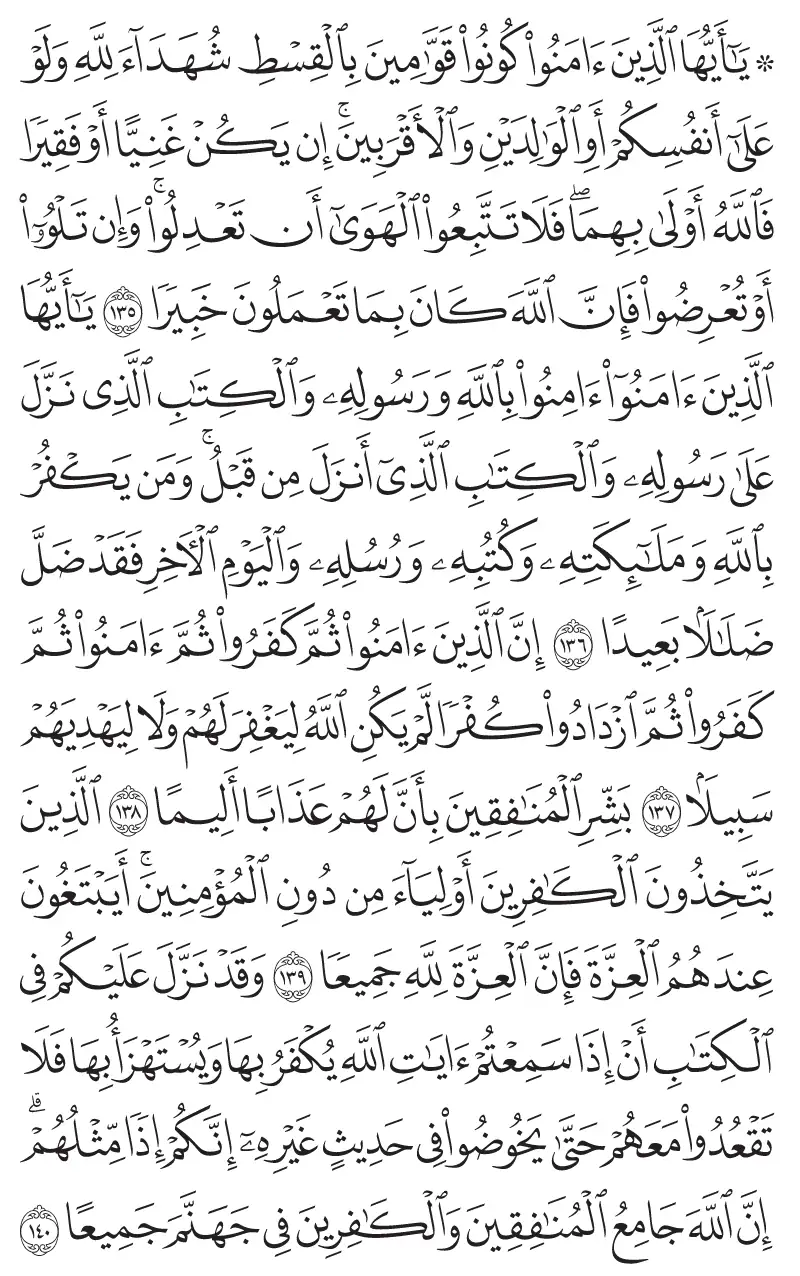 ۞ يَـٰٓأَيُّهَا ٱلَّذِينَ ءَامَنُوا۟ كُونُوا۟ قَوَّٰمِينَ بِٱلْقِسْطِ شُهَدَآءَ لِلَّهِ وَلَوْ
عَلَىٰٓ أَنفُسِكُمْ أَوِ ٱلْوَٰلِدَيْنِ وَٱلْأَقْرَبِينَ ۚ إِن يَكُنْ غَنِيًّا أَوْ فَقِيرًا
فَٱللَّهُ أَوْلَىٰ بِهِمَا ۖ فَلَا تَتَّبِعُوا۟ ٱلْهَوَىٰٓ أَن تَعْدِلُوا۟ ۚ وَإِن تَلْوُۥٓا۟
أَوْ تُعْرِضُوا۟ فَإِنَّ ٱللَّهَ كَانَ بِمَا تَعْمَلُونَ خَبِيرًا ١٣٥ يَـٰٓأَيُّهَا
ٱلَّذِينَ ءَامَنُوٓا۟ ءَامِنُوا۟ بِٱللَّهِ وَرَسُولِهِۦ وَٱلْكِتَـٰبِ ٱلَّذِى نَزَّلَ
عَلَىٰ رَسُولِهِۦ وَٱلْكِتَـٰبِ ٱلَّذِىٓ أَنزَلَ مِن قَبْلُ ۚ وَمَن يَكْفُرْ
بِٱللَّهِ وَمَلَـٰٓئِكَتِهِۦ وَكُتُبِهِۦ وَرُسُلِهِۦ وَٱلْيَوْمِ ٱلْـَٔاخِرِ فَقَدْ ضَلَّ
ضَلَـٰلًۢا بَعِيدًا ١٣٦ إِنَّ ٱلَّذِينَ ءَامَنُوا۟ ثُمَّ كَفَرُوا۟ ثُمَّ ءَامَنُوا۟ ثُمَّ
كَفَرُوا۟ ثُمَّ ٱزْدَادُوا۟ كُفْرًا لَّمْ يَكُنِ ٱللَّهُ لِيَغْفِرَ لَهُمْ وَلَا لِيَهْدِيَهُمْ
سَبِيلًۢا ١٣٧ بَشِّرِ ٱلْمُنَـٰفِقِينَ بِأَنَّ لَهُمْ عَذَابًا أَلِيمًا ١٣٨ ٱلَّذِينَ
يَتَّخِذُونَ ٱلْكَـٰفِرِينَ أَوْلِيَآءَ مِن دُونِ ٱلْمُؤْمِنِينَ ۚ أَيَبْتَغُونَ
عِندَهُمُ ٱلْعِزَّةَ فَإِنَّ ٱلْعِزَّةَ لِلَّهِ جَمِيعًا ١٣٩ وَقَدْ نَزَّلَ عَلَيْكُمْ فِى
ٱلْكِتَـٰبِ أَنْ إِذَا سَمِعْتُمْ ءَايَـٰتِ ٱللَّهِ يُكْفَرُ بِهَا وَيُسْتَهْزَأُ بِهَا فَلَا
تَقْعُدُوا۟ مَعَهُمْ حَتَّىٰ يَخُوضُوا۟ فِى حَدِيثٍ غَيْرِهِۦٓ ۚ إِنَّكُمْ إِذًا مِّثْلُهُمْ ۗ
إِنَّ ٱللَّهَ جَامِعُ ٱلْمُنَـٰفِقِينَ وَٱلْكَـٰفِرِينَ فِى جَهَنَّمَ جَمِيعًا ١٤٠